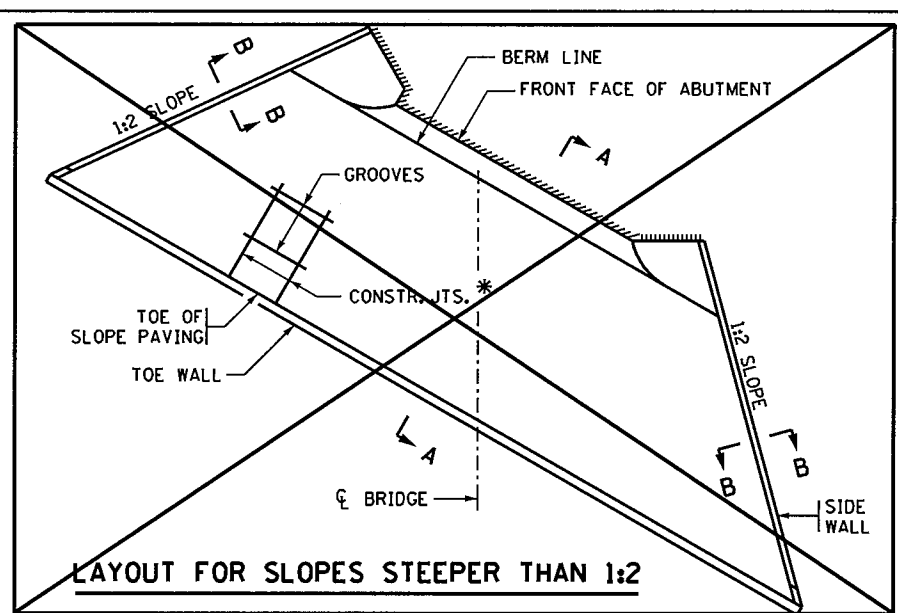 B
BERM LINE
FRONT FACE OF ABUTMENT
1:2 SLOPE
B
A
GROOVES
CONSTR. JTS.
*
TOE OF
SLOPE PAVING
TOE WALL
1:2 SLOPE
A
B
B
℄ BRIDGE
SIDE
WALL
LAYOUT FOR SLOPES STEEPER THAN 1:2